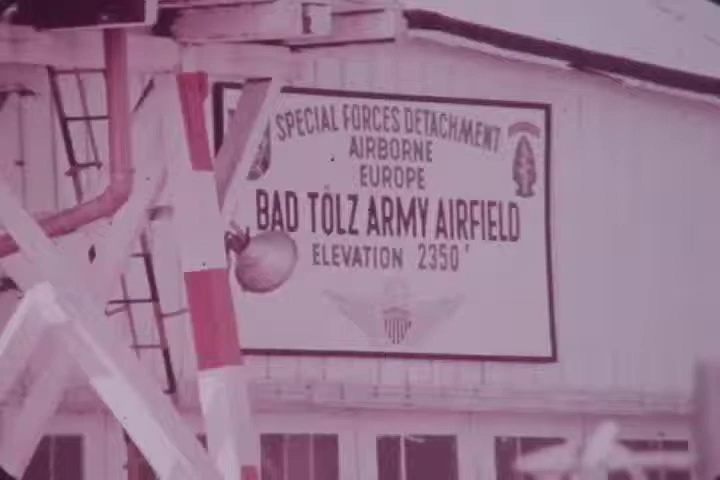 SPECIAL FORCES DETACHMENT
AIRBORNE
EUROPE
BAD TÖLZ ARMY AIRFIELD
ELEVATION 2350'